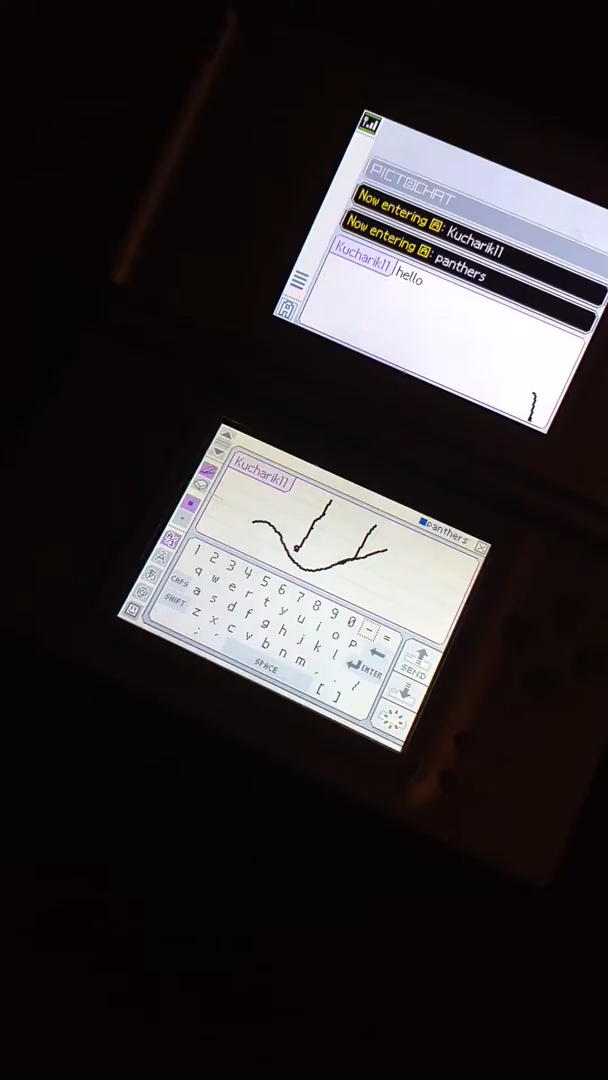 PICTOCHAT
Now entering A: Kucharik11
Now entering A: panthers
Kucharik11 hello
A
Kucharik11
panthers
1 2 3 4 5 6 7 8 9 0 - =
q w e r t y u i o p
CAPS a s d f g h j k l ENTER
SHIFT z x c v b n m , . /
; ' SPACE [ ]
SEND